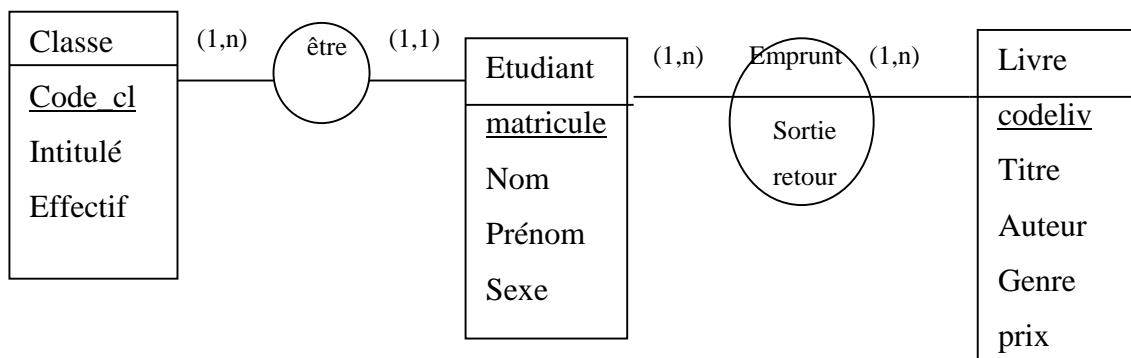 Classe
Code_cl
Intitulé
Effectif
(1,n)
être
(1,1)
Etudiant
matricule
Nom
Prénom
Sexe
(1,n)
Emprunt
Sortie
retour
(1,n)
Livre
codeliv
Titre
Auteur
Genre
prix